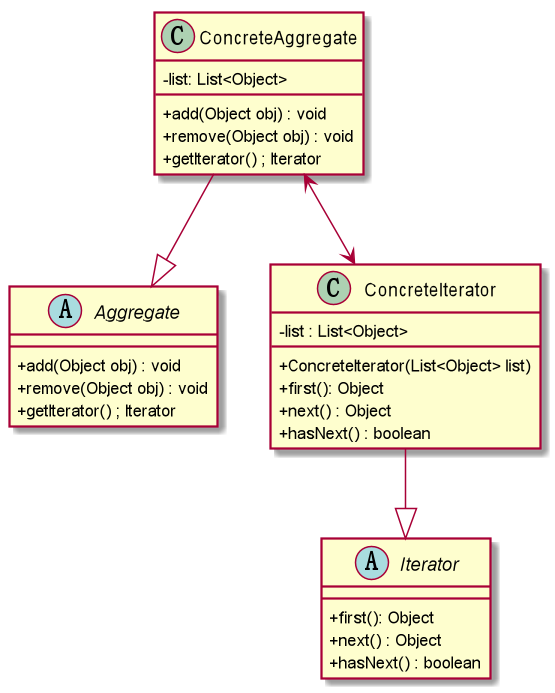 C ConcreteAggregate
-list: List<Object>
+add(Object obj) : void
+remove(Object obj) : void
+getIterator() ; Iterator
A Aggregate
+add(Object obj) : void
+remove(Object obj) : void
+getIterator() ; Iterator
C ConcreteIterator
-list : List<Object>
+ConcreteIterator(List<Object> list)
+first(): Object
+next() : Object
+hasNext() : boolean
A Iterator
+first(): Object
+next() : Object
+hasNext() : boolean